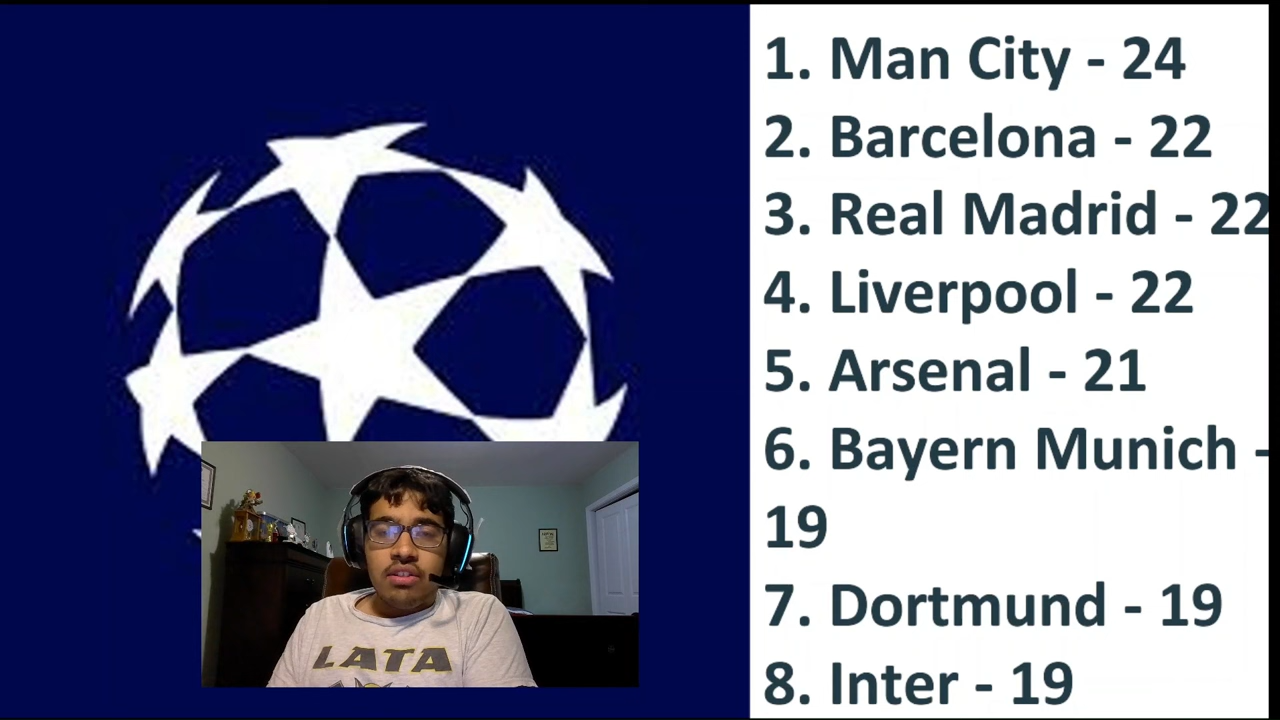 1. Man City - 24
2. Barcelona - 22
3. Real Madrid - 22
4. Liverpool - 22
5. Arsenal - 21
6. Bayern Munich -
19
7. Dortmund - 19
8. Inter - 19
LATA